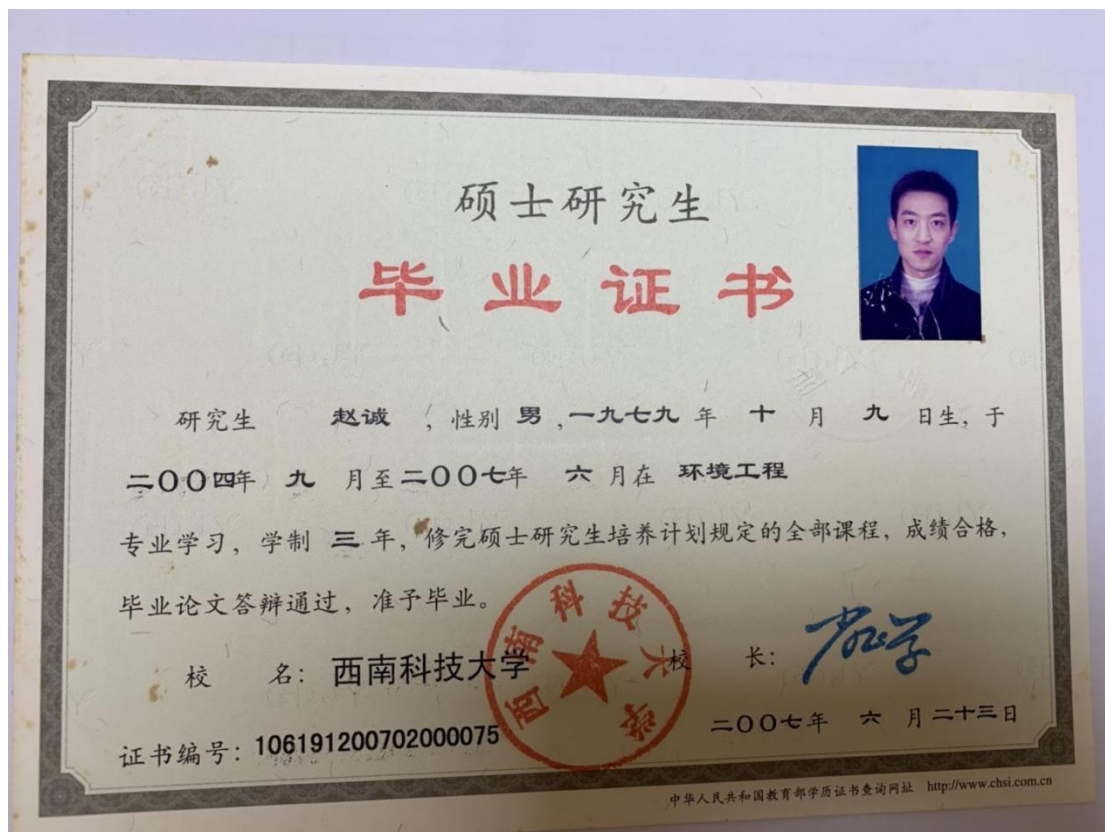 硕士研究生
毕业证书
研究生 赵诚 ，性别 男 ，一九七九 年 十 月 九 日生，于
二〇〇四年 九 月至二〇〇七年 六 月在 环境工程
专业学习，学制 三 年，修完硕士研究生培养计划规定的全部课程，成绩合格，
毕业论文答辩通过，准予毕业。
校 名：西南科技大学 校 长：
西南科技大学
二〇〇七年 六 月二十三日
证书编号：106191200702000075
中华人民共和国教育部学历证书查询网址 http://www.chsi.com.cn